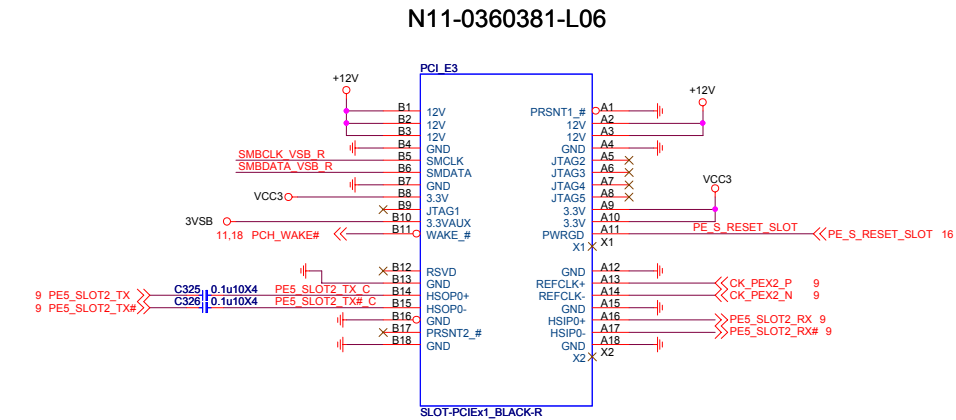 N11-0360381-L06
PCI_E3
+12V +12V
B1 12V PRSNT1_# A1
B2 12V 12V A2
B3 12V 12V A3
B4 GND GND A4
SMBCLK_VSB_R B5 SMCLK JTAG2 A5
SMBDATA_VSB_R B6 SMDATA JTAG3 A6
B7 GND JTAG4 A7
VCC3 B8 3.3V JTAG5 A8 VCC3
B9 JTAG1 3.3V A9
3VSB B10 3.3VAUX 3.3V A10
11,18 PCH_WAKE# B11 WAKE_# PWRGD A11 PE_S_RESET_SLOT PE_S_RESET_SLOT 16
X1 X1
B12 RSVD GND A12
B13 GND REFCLK+ A13 CK_PEX2_P 9
9 PE5_SLOT2_TX C325 0.1u10X4 PE5_SLOT2_TX_C B14 HSOP0+ REFCLK- A14 CK_PEX2_N 9
9 PE5_SLOT2_TX# C326 0.1u10X4 PE5_SLOT2_TX#_C B15 HSOP0- GND A15
B16 GND HSIP0+ A16 PE5_SLOT2_RX 9
B17 PRSNT2_# HSIP0- A17 PE5_SLOT2_RX# 9
B18 GND GND A18
X2 X2
SLOT-PCIEx1_BLACK-R